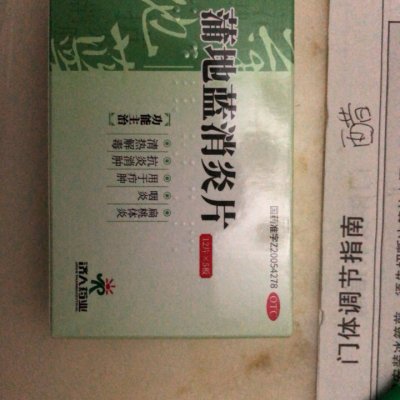 蒲地蓝消炎片
功能主治
清热解毒
抗炎消肿
用于疖肿
咽炎
扁桃体炎
国药准字Z20054278
OTC
12片×5板
济人药业
醋
门体调节指南